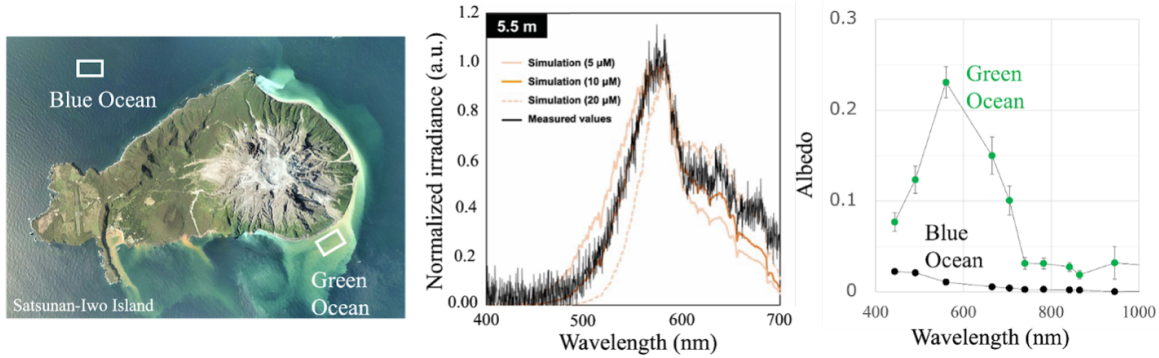 Blue Ocean
Green
Ocean
Satsunan-Iwo Island
5.5 m
Simulation (5 μM)
Simulation (10 μM)
Simulation (20 μM)
Measured values
Normalized irradiance (a.u.)
1.2
1.0
0.8
0.6
0.4
0.2
0.00
400
500
600
700
Wavelength (nm)
Green
Ocean
Blue
Ocean
Albedo
0.3
0.2
0.1
0
400
600
800
1000
Wavelength (nm)